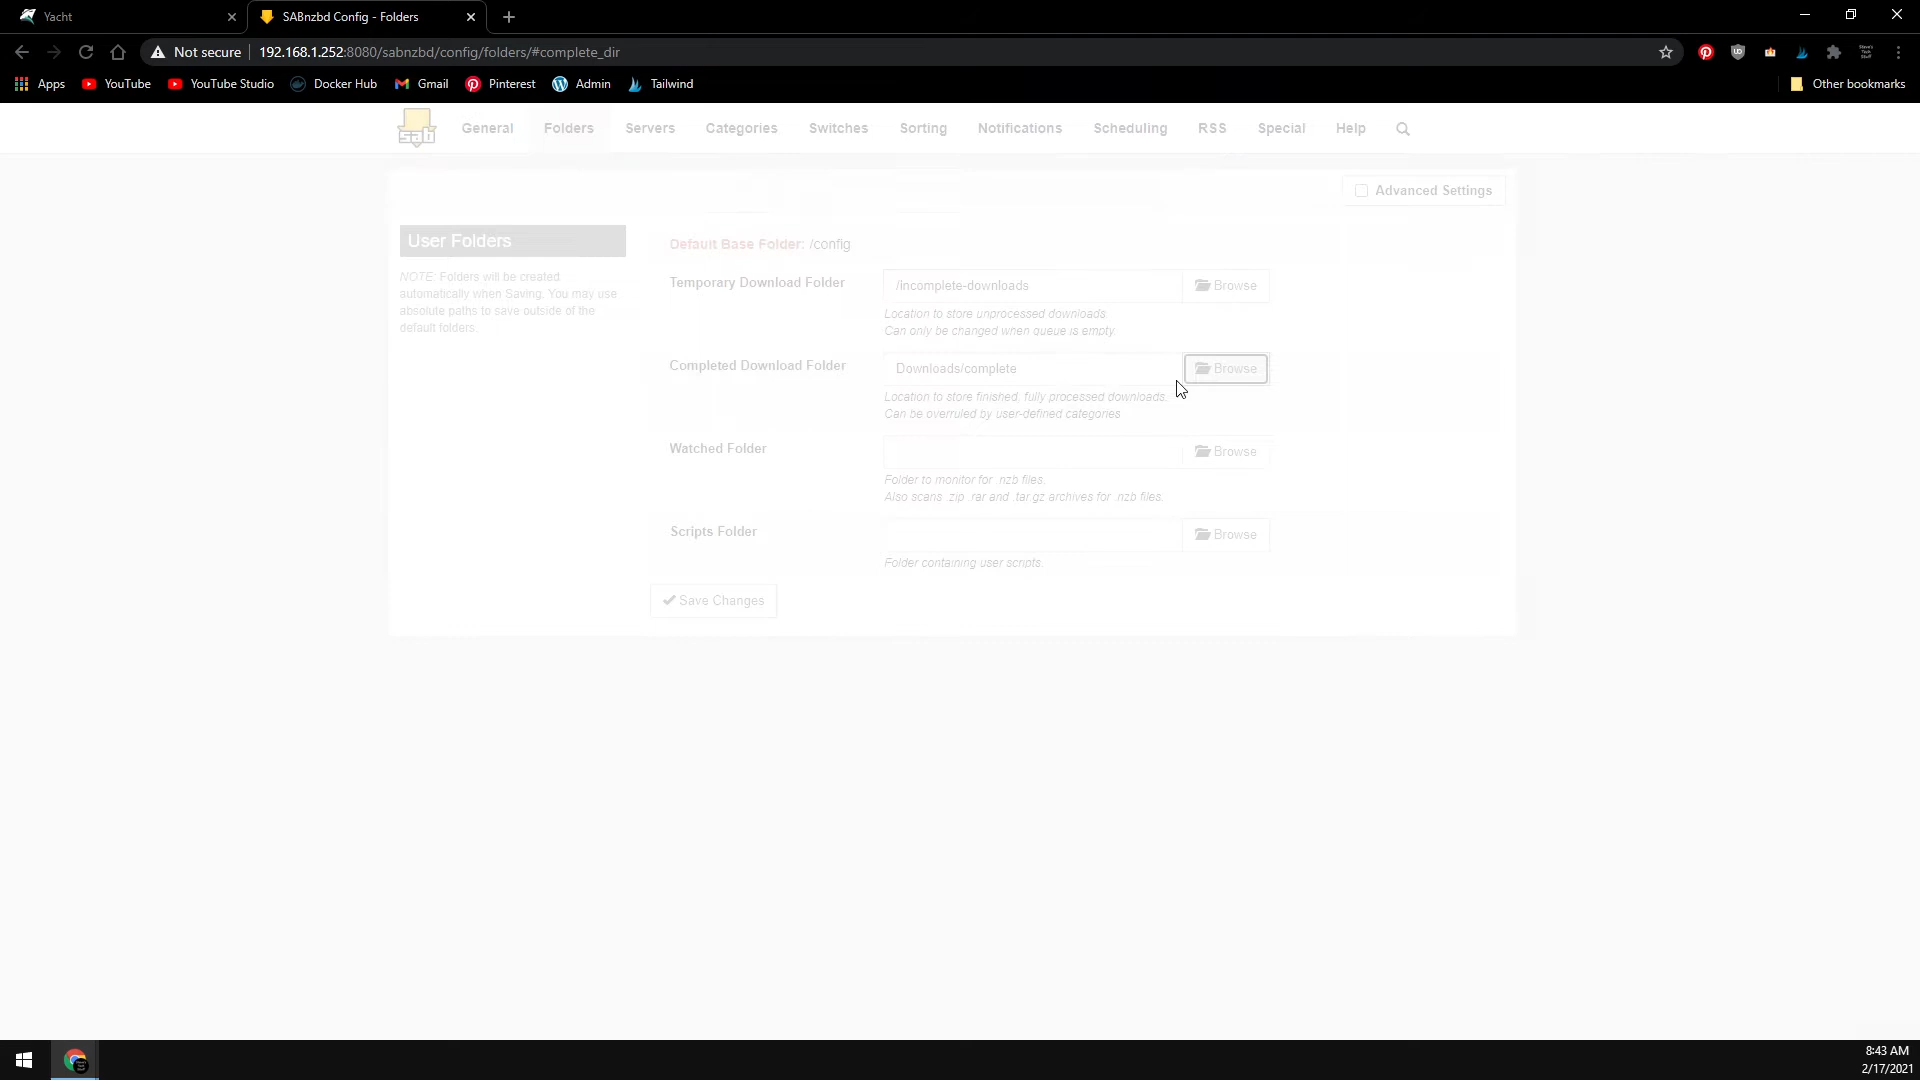 Yacht
SABnzbd Config - Folders
Not secure
192.168.1.252:8080/sabnzbd/config/folders/#complete_dir
Apps
YouTube
YouTube Studio
Docker Hub
Gmail
Pinterest
Admin
Tailwind
Other bookmarks
General
Folders
Servers
Categories
Switches
Sorting
Notifications
Scheduling
RSS
Special
Help
Advanced Settings
User Folders
NOTE: Folders will be created
automatically when Saving. You may use
absolute paths to save outside of the
default folders.
Default Base Folder: /config
Temporary Download Folder
/incomplete-downloads
Browse
Location to store unprocessed downloads.
Can only be changed when queue is empty.
Completed Download Folder
Downloads/complete
Browse
Location to store finished, fully processed downloads.
Can be overruled by user-defined categories
Watched Folder
Browse
Folder to monitor for .nzb files.
Also scans .zip .rar and .tar.gz archives for .nzb files.
Scripts Folder
Browse
Folder containing user scripts.
Save Changes
8:43 AM
2/17/2021